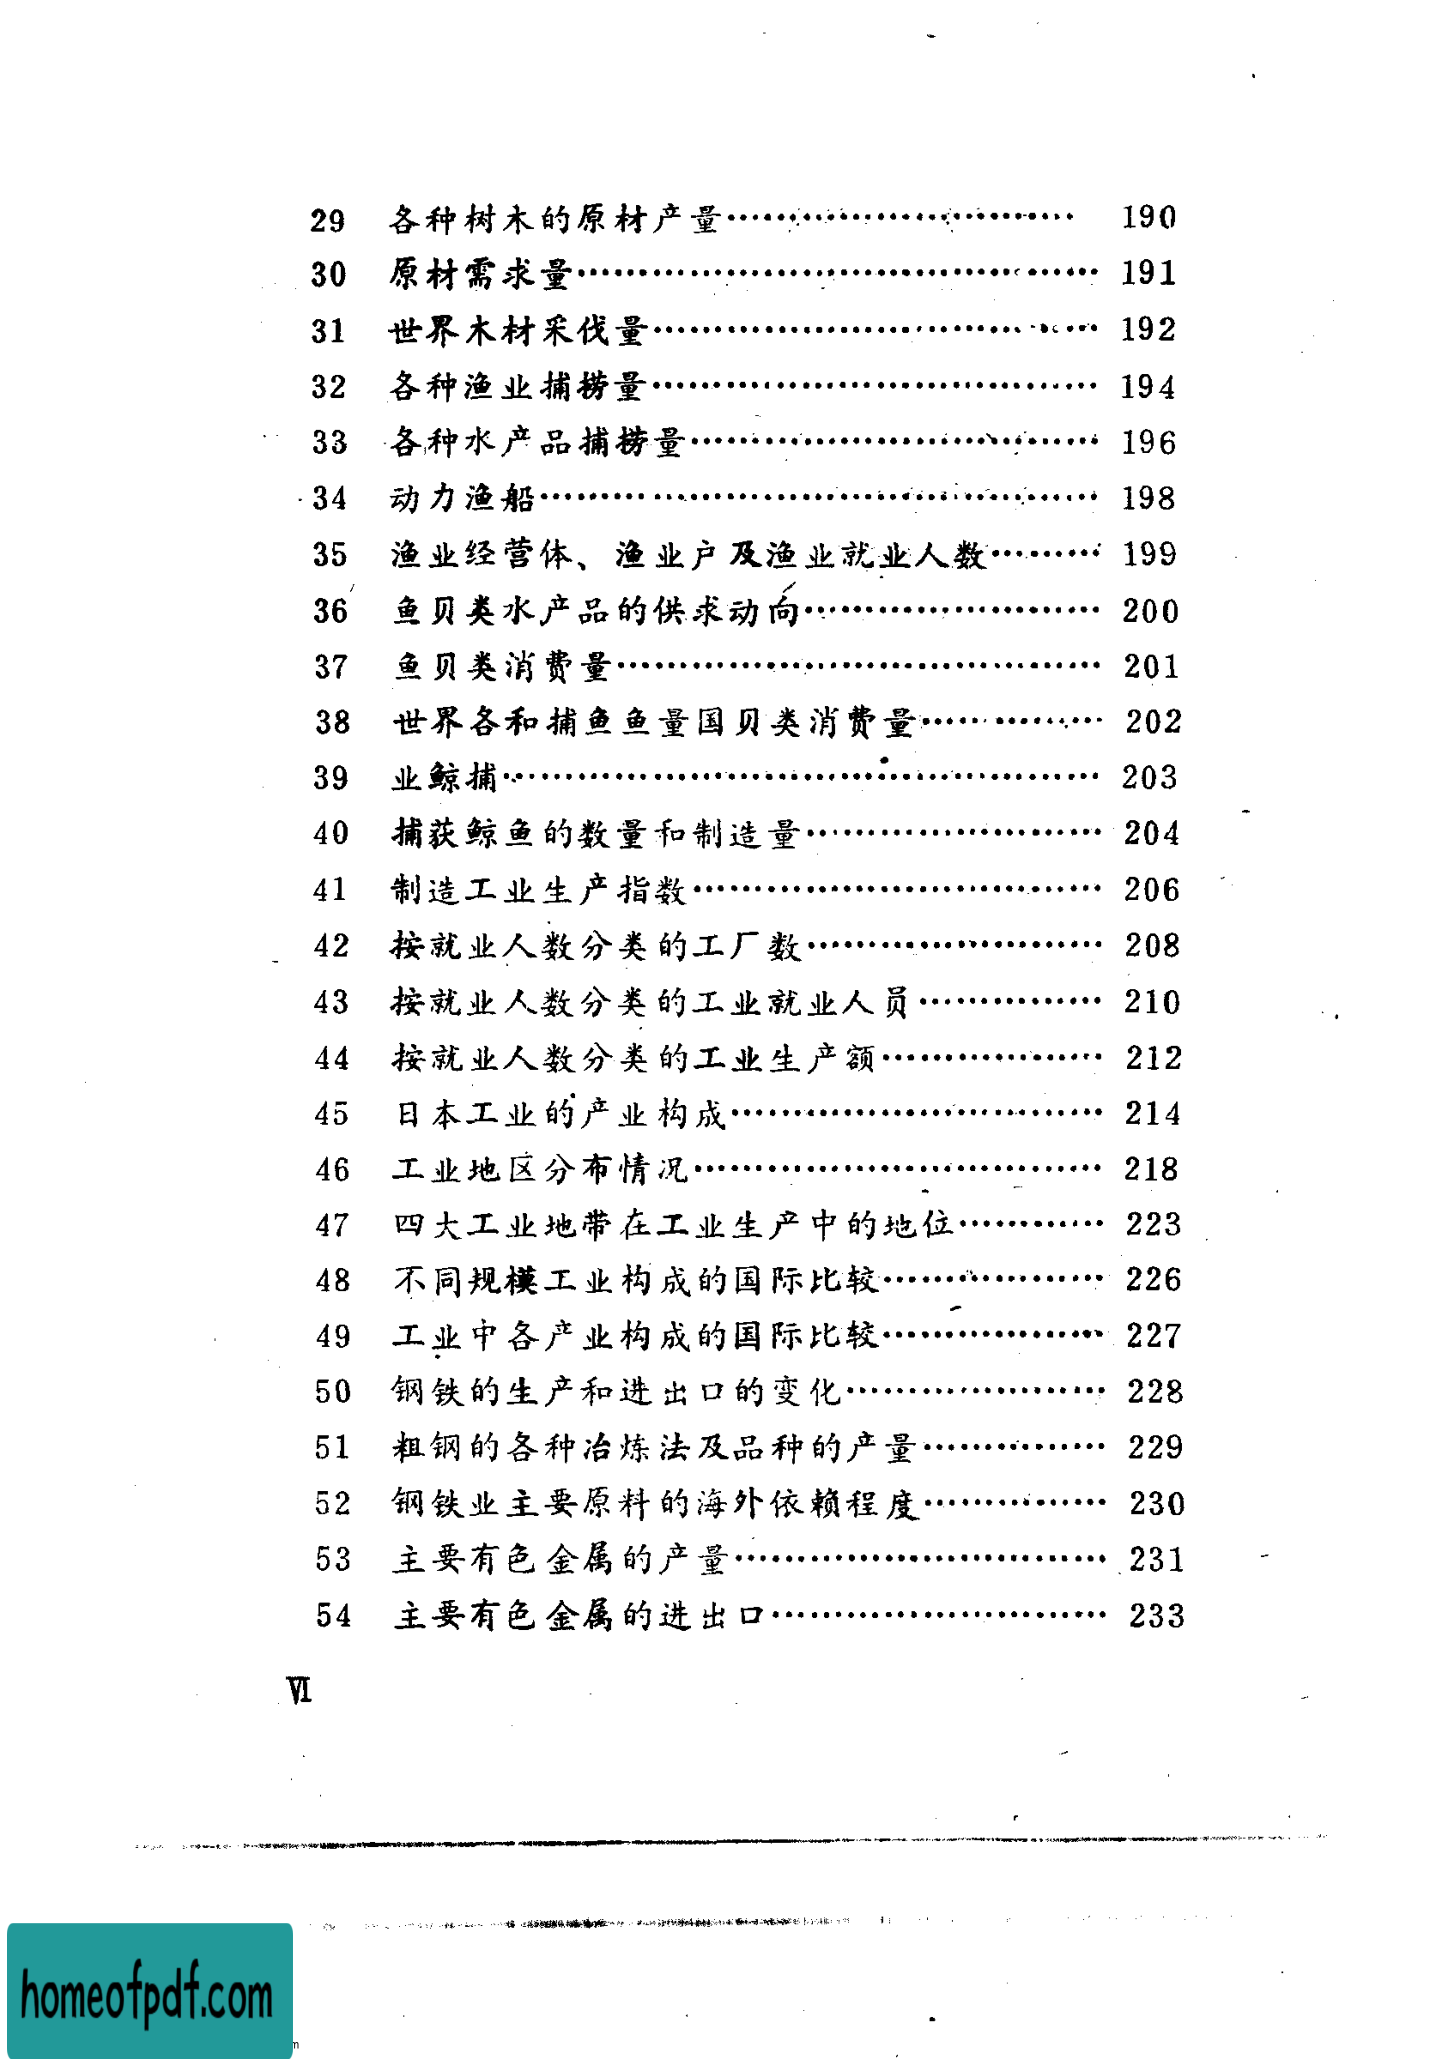 29 各种树木的原材产量………………………… 190
30 原材需求量……………………………………… 191
31 世界木材采伐量………………………………… 192
32 各种渔业捕捞量………………………………… 194
33 各种水产品捕捞量……………………………… 196
34 动力渔船………………………………………… 198
35 渔业经营体、渔业户及渔业就业人数……… 199
36 鱼贝类水产品的供求动向…………………… 200
37 鱼贝类消费量…………………………………… 201
38 世界各和捕鱼鱼量国贝类消费量…………… 202
39 业鲸捕…………………………………………… 203
40 捕获鲸鱼的数量和制造量…………………… 204
41 制造工业生产指数……………………………… 206
42 按就业人数分类的工厂数…………………… 208
43 按就业人数分类的工业就业人员…………… 210
44 按就业人数分类的工业生产额……………… 212
45 日本工业的产业构成………………………… 214
46 工业地区分布情况……………………………… 218
47 四大工业地带在工业生产中的地位………… 223
48 不同规模工业构成的国际比较……………… 226
49 工业中各产业构成的国际比较……………… 227
50 钢铁的生产和进出口的变化………………… 228
51 粗钢的各种冶炼法及品种的产量…………… 229
52 钢铁业主要原料的海外依赖程度…………… 230
53 主要有色金属的产量………………………… 231
54 主要有色金属的进出口……………………… 233
Ⅵ
homeofpdf.com